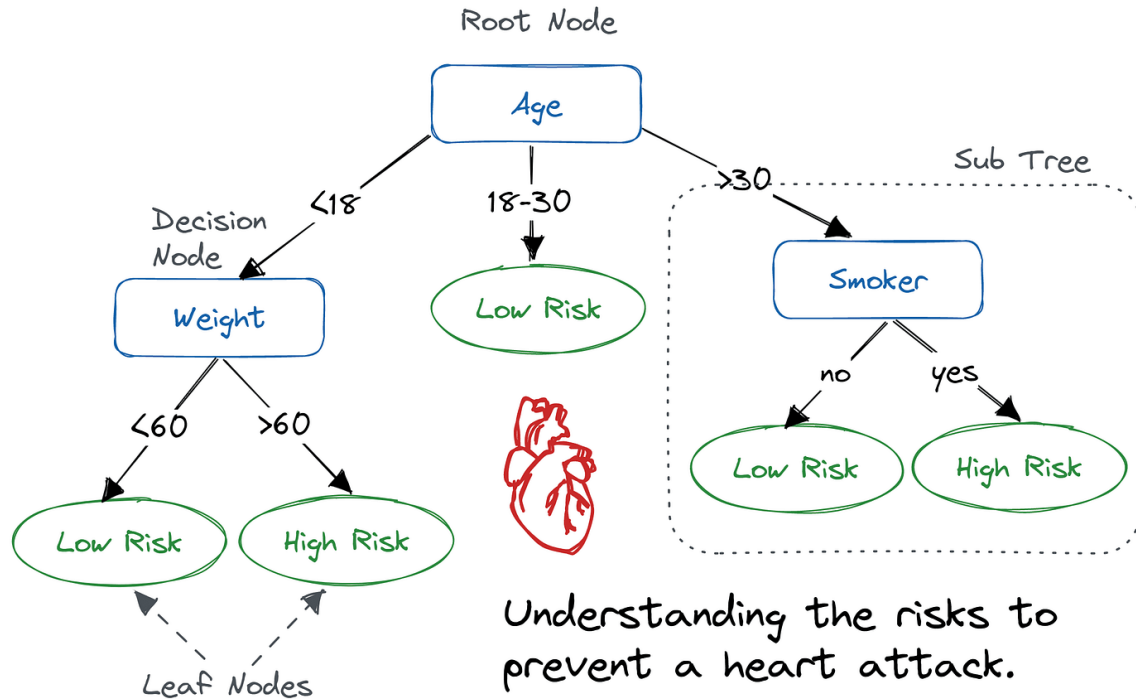 Root Node
Age
Sub Tree
<18
18-30
>30
Decision
Node
Weight
Low Risk
Smoker
<60
>60
no
yes
Low Risk
High Risk
Low Risk
High Risk
Understanding the risks to
prevent a heart attack.
Leaf Nodes